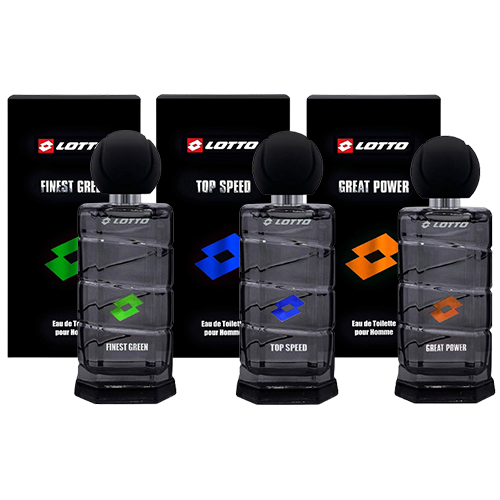 LOTTO
FINEST GREEN
Eau de Toilette
pour Homme
LOTTO
FINEST GREEN
LOTTO
TOP SPEED
Eau de Toilette
pour Homme
LOTTO
TOP SPEED
LOTTO
GREAT POWER
Eau de Toilette
pour Homme
LOTTO
GREAT POWER